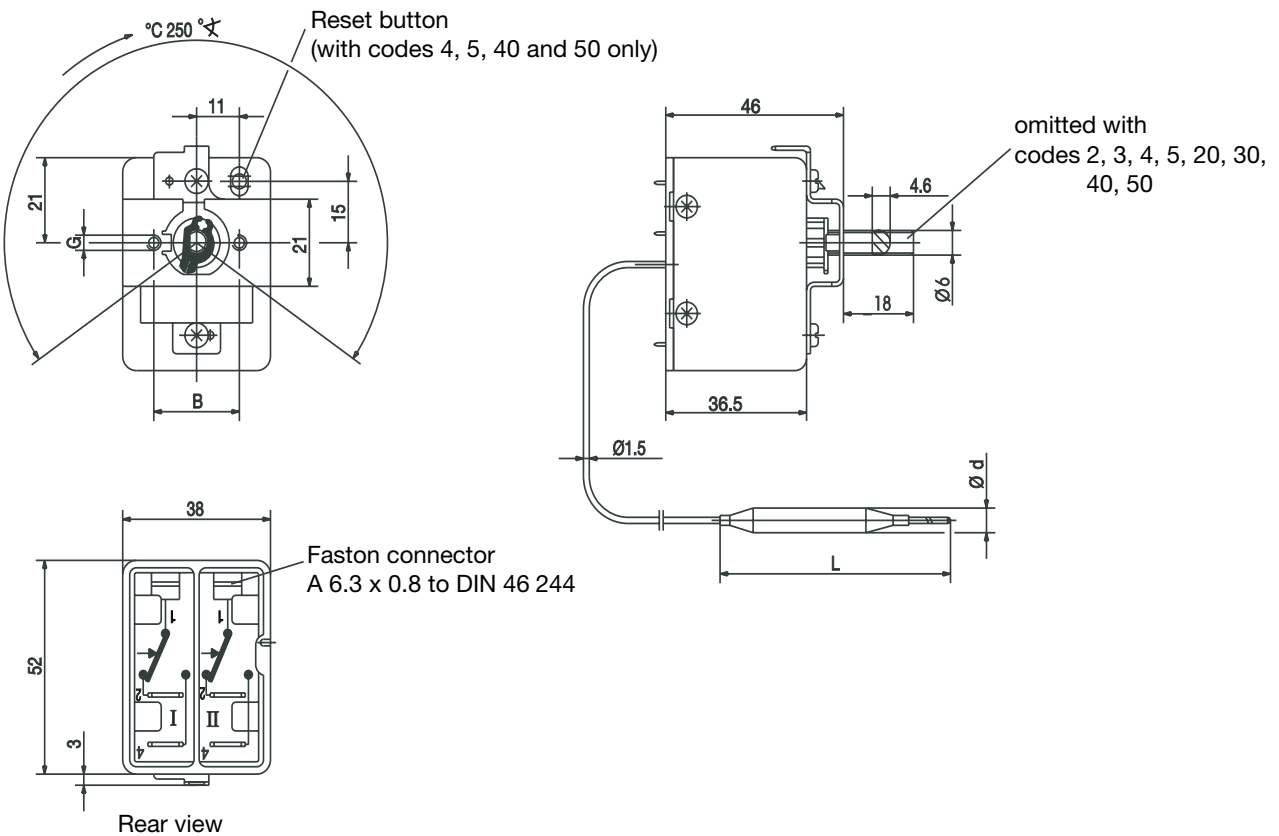 °C 250 °∢
Reset button
(with codes 4, 5, 40 and 50 only)
11
21
G
15
21
B
46
omitted with
codes 2, 3, 4, 5, 20, 30,
40, 50
4.6
Ø6
18
36.5
Ø1.5
Ø d
L
38
Faston connector
A 6.3 x 0.8 to DIN 46 244
52
1
1
2
2
I
II
4
4
3
Rear view